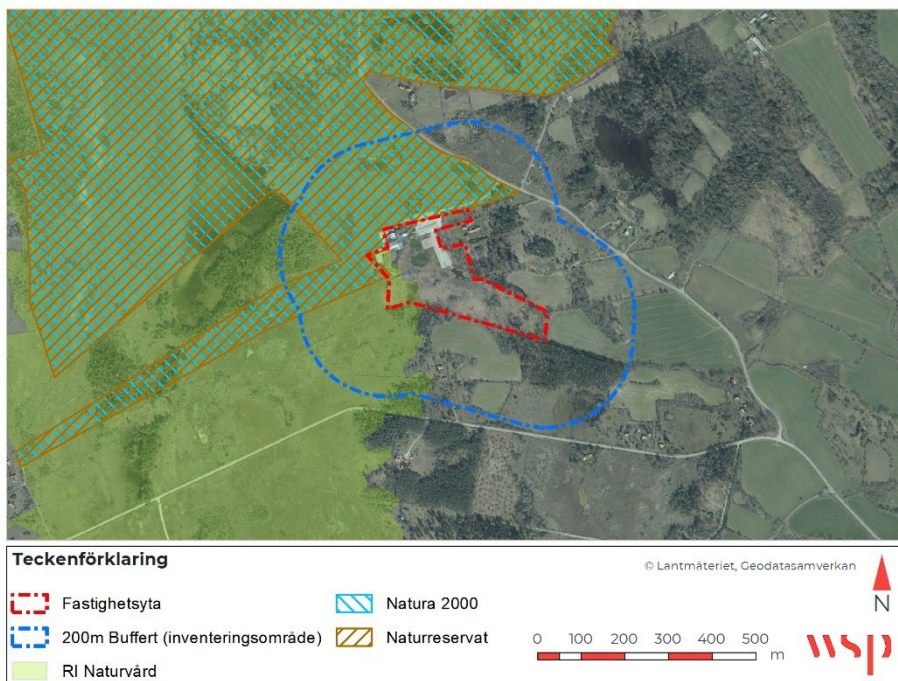 Teckenförklaring
© Lantmäteriet, Geodatasamverkan
Fastighetsyta
Natura 2000
N
200m Buffert (inventeringsområde)
Naturreservat
0 100 200 300 400 500
m
RI Naturvård
wsp